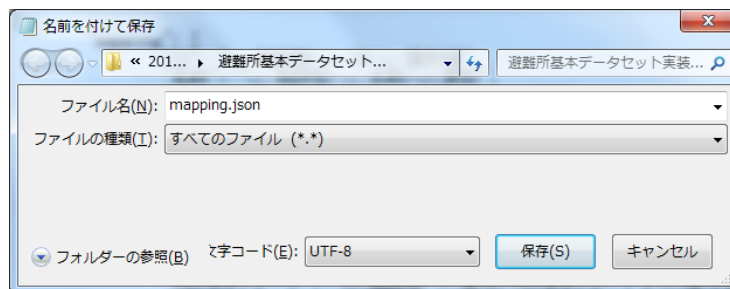 名前を付けて保存
« 201... ▸ 避難所基本データセット... 避難所基本データセット実装...
ファイル名(N): mapping.json
ファイルの種類(T): すべてのファイル (*.*)
フォルダーの参照(B) 字コード(E): UTF-8 保存(S) キャンセル